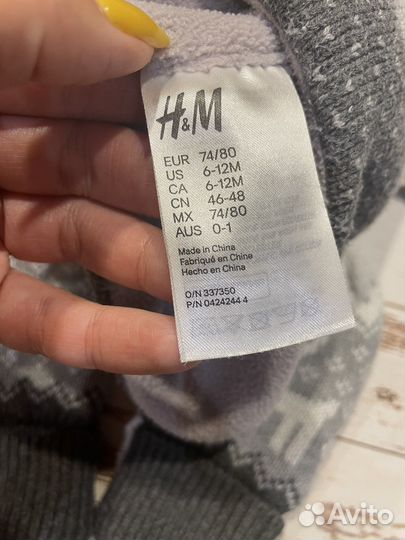 H&M
EUR 74/80
US 6-12M
CA 6-12M
CN 46-48
MX 74/80
AUS 0-1
Made in China
Fabriqué en Chine
Hecho en China
O/N 337350
P/N 0424244 4
Avito